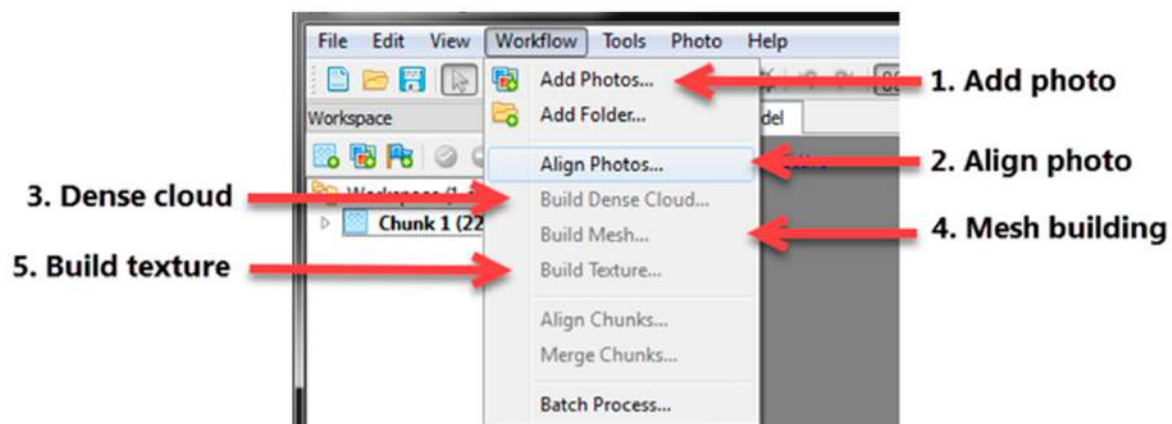 File Edit View Workflow Tools Photo Help
Add Photos...
1. Add photo
Workspace
Add Folder...
del
Align Photos...
2. Align photo
3. Dense cloud
Workspace (1
Build Dense Cloud...
Chunk 1 (22
Build Mesh...
4. Mesh building
5. Build texture
Build Texture...
Align Chunks...
Merge Chunks...
Batch Process...